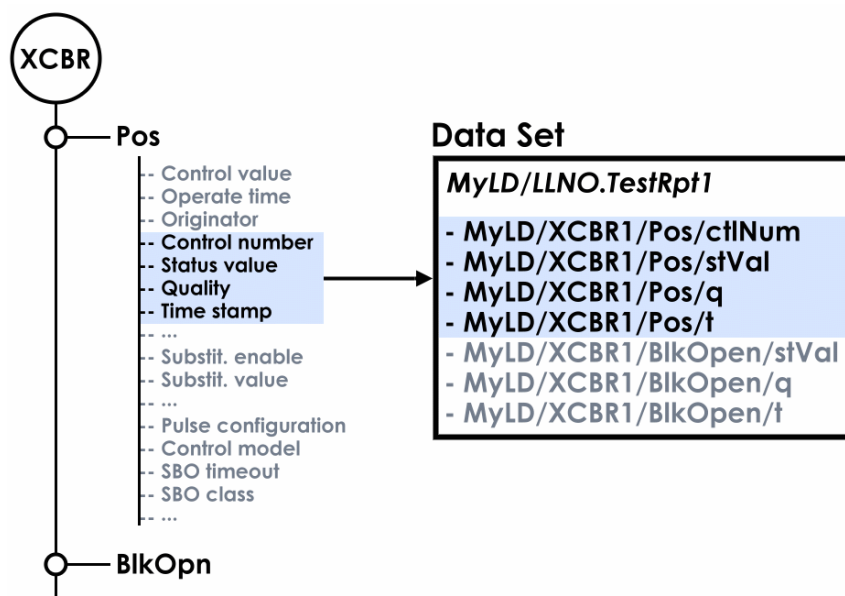 XCBR
Pos
-- Control value
-- Operate time
-- Originator
-- Control number
-- Status value
-- Quality
-- Time stamp
-- ...
-- Substit. enable
-- Substit. value
-- ...
-- Pulse configuration
-- Control model
-- SBO timeout
-- SBO class
-- ...
BlkOpn
Data Set
MyLD/LLNO.TestRpt1
- MyLD/XCBR1/Pos/ctlNum
- MyLD/XCBR1/Pos/stVal
- MyLD/XCBR1/Pos/q
- MyLD/XCBR1/Pos/t
- MyLD/XCBR1/BlkOpen/stVal
- MyLD/XCBR1/BlkOpen/q
- MyLD/XCBR1/BlkOpen/t